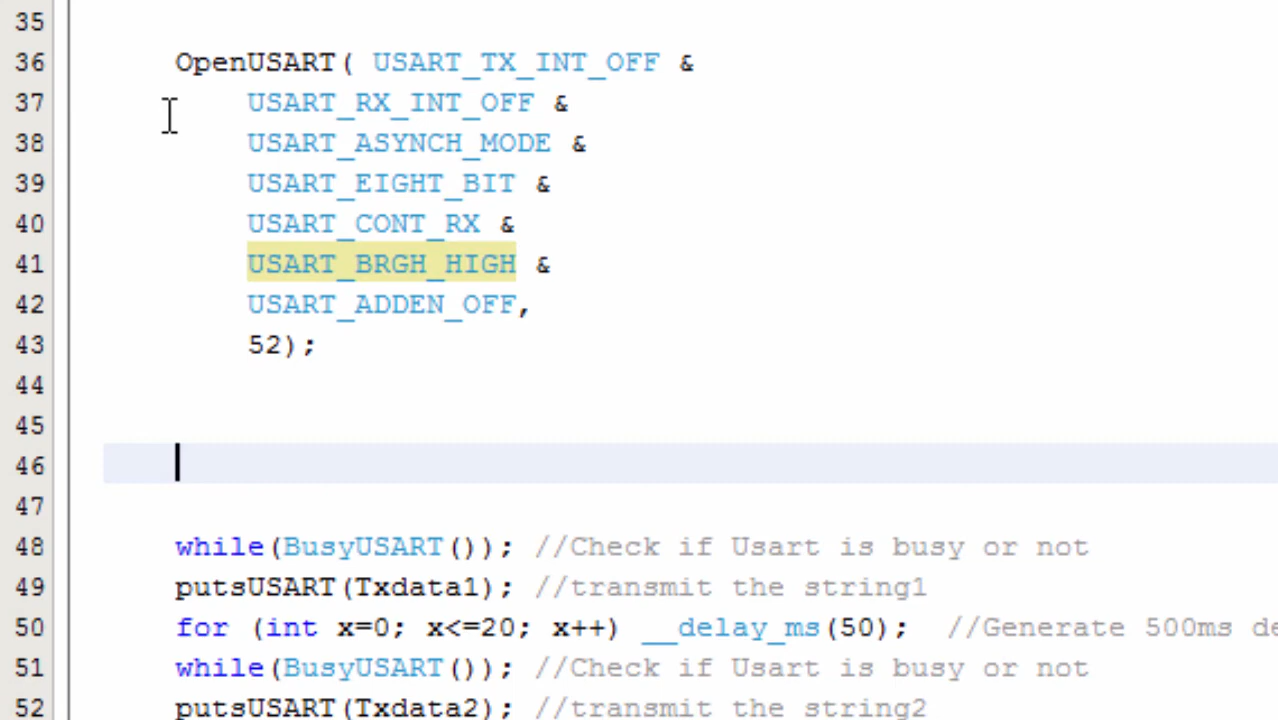 35
36 OpenUSART( USART_TX_INT_OFF &
37 USART_RX_INT_OFF &
38 USART_ASYNCH_MODE &
39 USART_EIGHT_BIT &
40 USART_CONT_RX &
41 USART_BRGH_HIGH &
42 USART_ADDEN_OFF,
43 52);
44
45
46
47
48 while(BusyUSART()); //Check if Usart is busy or not
49 putsUSART(Txdata1); //transmit the string1
50 for (int x=0; x<=20; x++) __delay_ms(50); //Generate 500ms de
51 while(BusyUSART()); //Check if Usart is busy or not
52 putsUSART(Txdata2); //transmit the string2